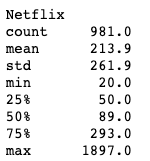 Netflix
count 981.0
mean 213.9
std 261.9
min 20.0
25% 50.0
50% 89.0
75% 293.0
max 1897.0